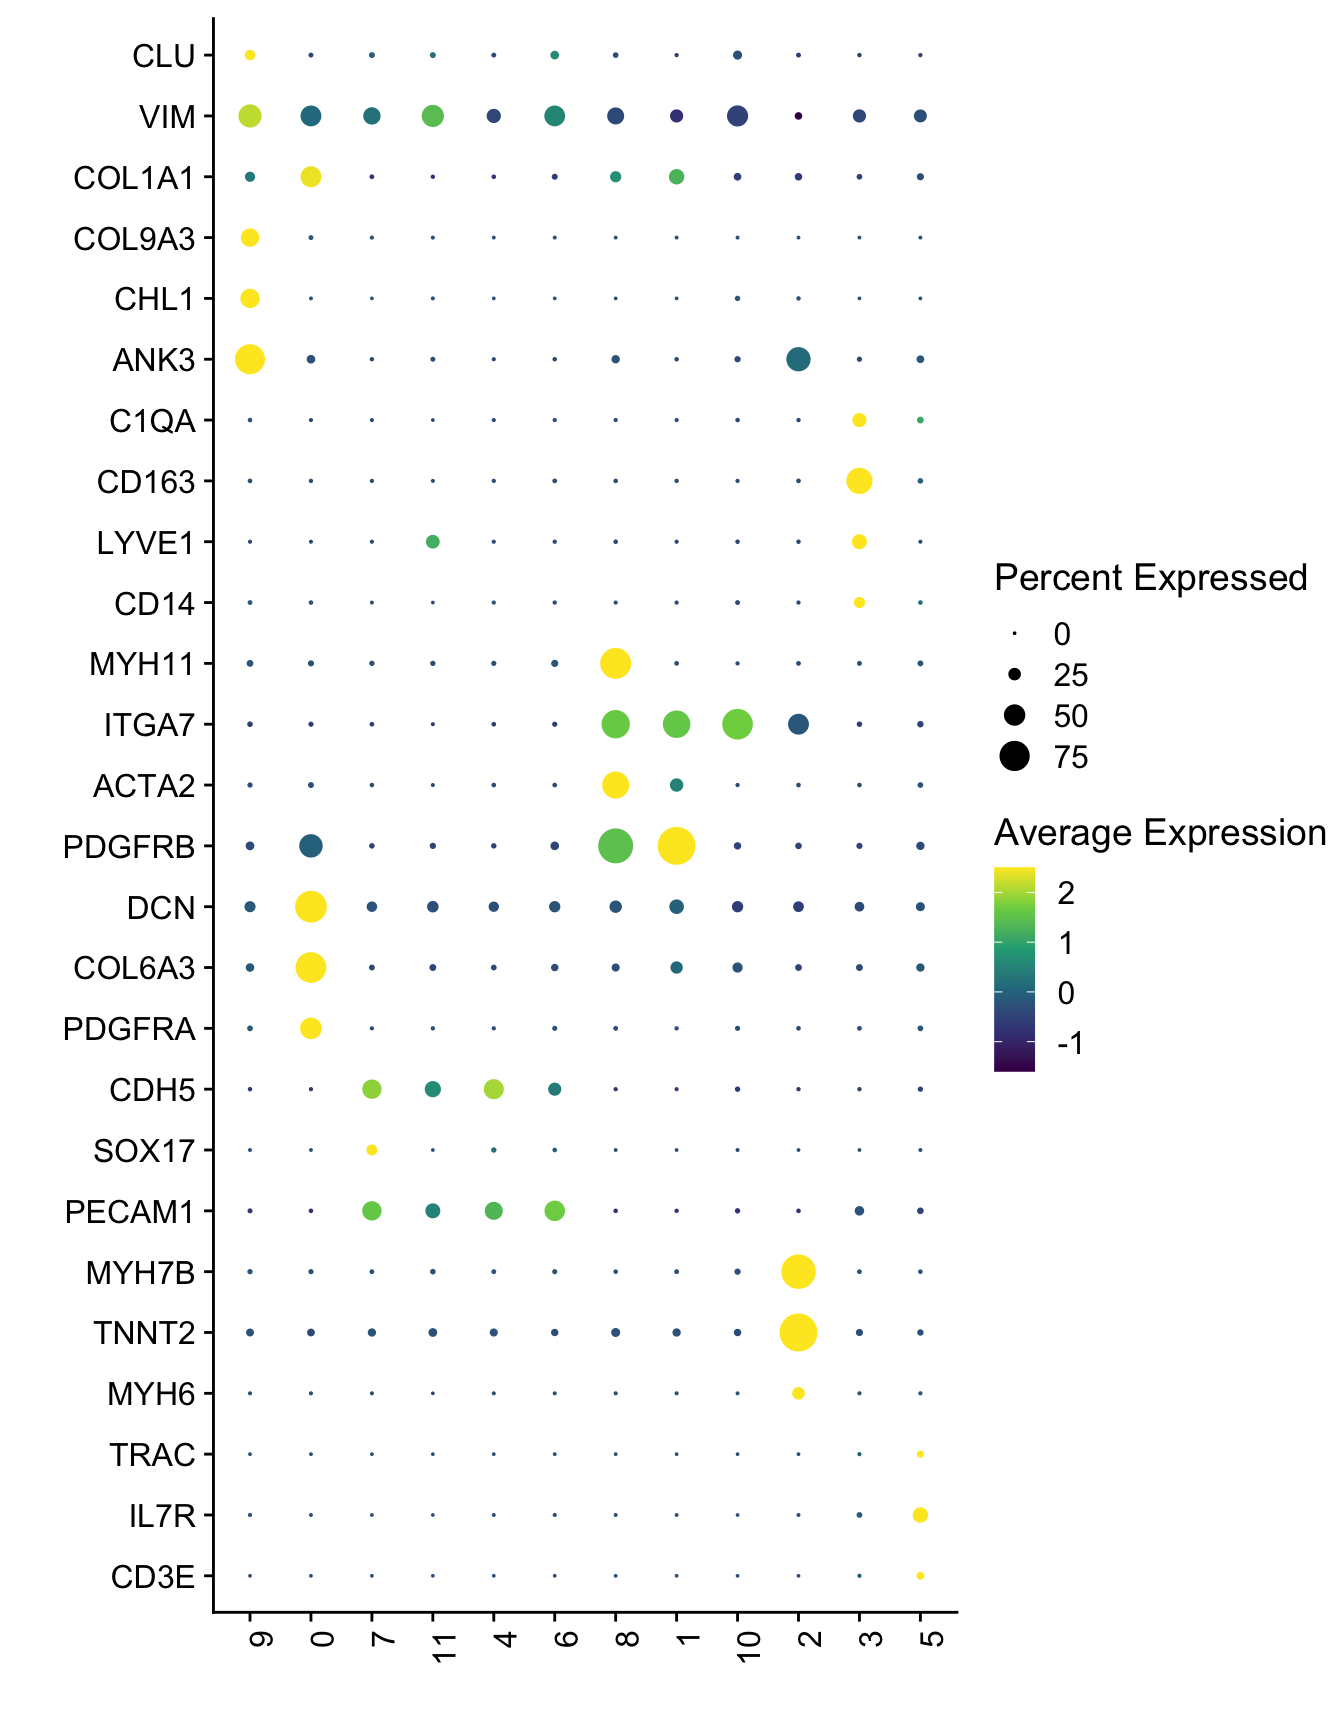 CLU
VIM
COL1A1
COL9A3
CHL1
ANK3
C1QA
CD163
LYVE1
CD14
MYH11
ITGA7
ACTA2
PDGFRB
DCN
COL6A3
PDGFRA
CDH5
SOX17
PECAM1
MYH7B
TNNT2
MYH6
TRAC
IL7R
CD3E
9 0 7 11 4 6 8 1 10 2 3 5
Percent Expressed
0
25
50
75
Average Expression
2
1
0
-1